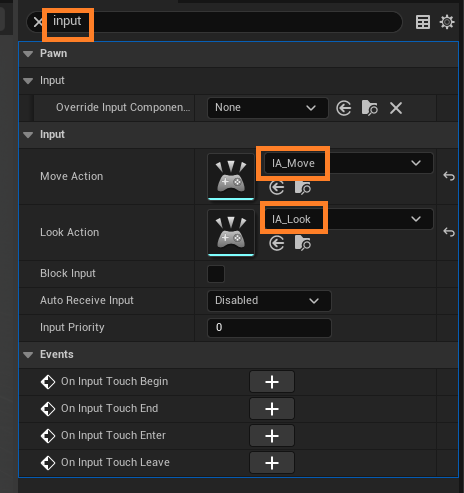 input
Pawn
Input
Override Input Componen... None
Input
Move Action IA_Move
Look Action IA_Look
Block Input
Auto Receive Input Disabled
Input Priority 0
Events
On Input Touch Begin
On Input Touch End
On Input Touch Enter
On Input Touch Leave